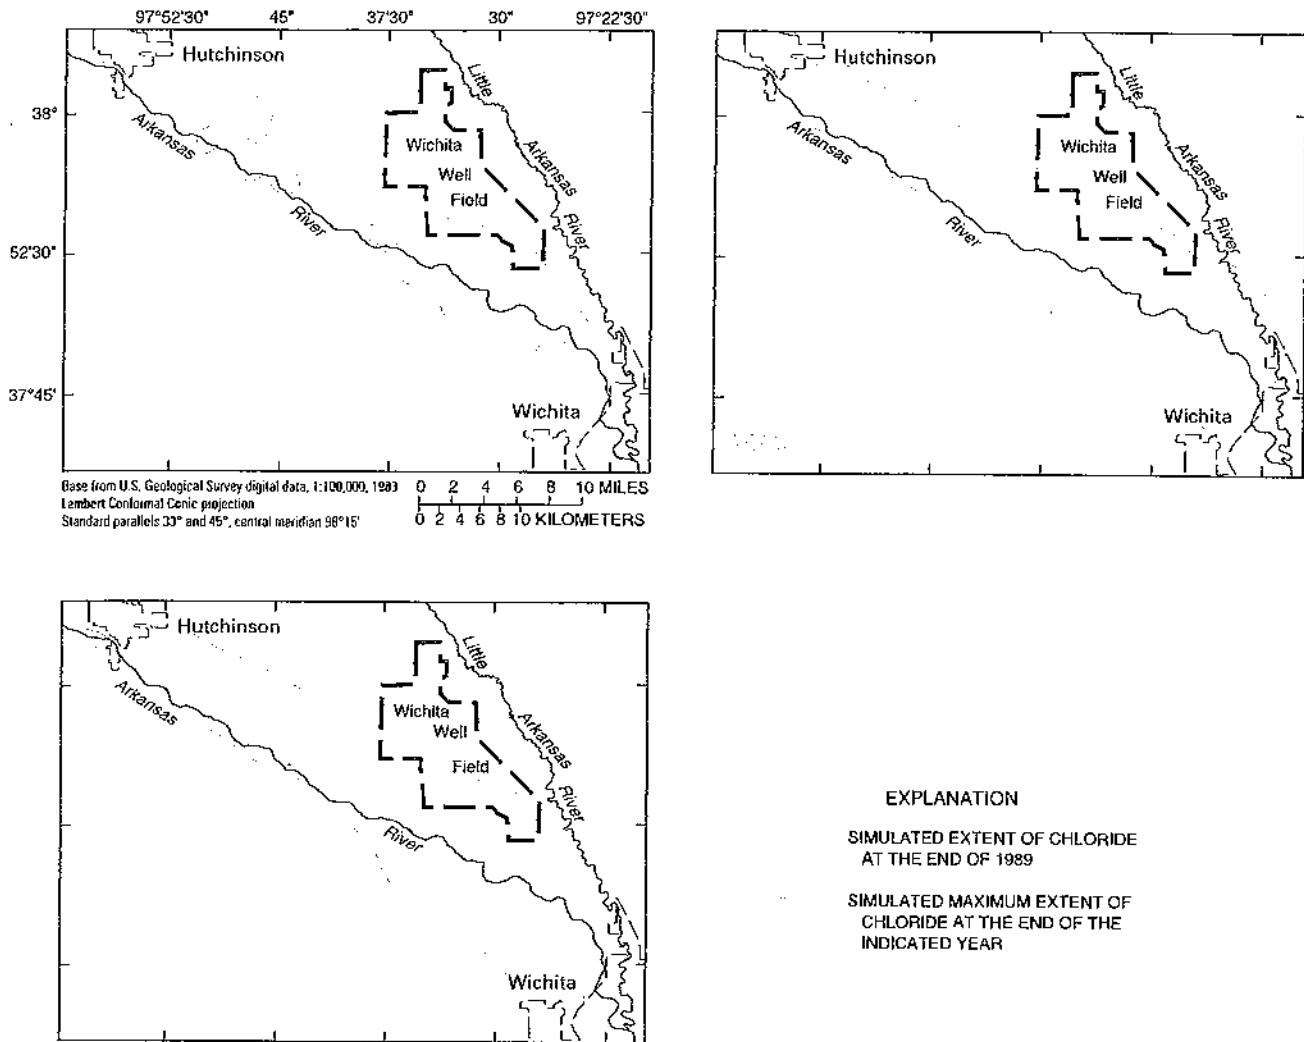 97°52'30" 45" 37'30" 30" 97°22'30"
Hutchinson
Little
38°
Arkansas
Wichita
Arkansas
Well
Field
River
River
52'30"
37°45'
Wichita
Base from U.S. Geological Survey digital data, 1:100,000, 1983
Lambert Conformal Conic projection
Standard parallels 33° and 45°, central meridian 98°15'
0 2 4 6 8 10 MILES
0 2 4 6 8 10 KILOMETERS
Hutchinson
Little
Arkansas
Wichita
Arkansas
Well
Field
River
River
Wichita
Hutchinson
Little
Arkansas
Wichita
Well
Arkansas
Field
River
River
Wichita
EXPLANATION
SIMULATED EXTENT OF CHLORIDE
AT THE END OF 1989
SIMULATED MAXIMUM EXTENT OF
CHLORIDE AT THE END OF THE
INDICATED YEAR